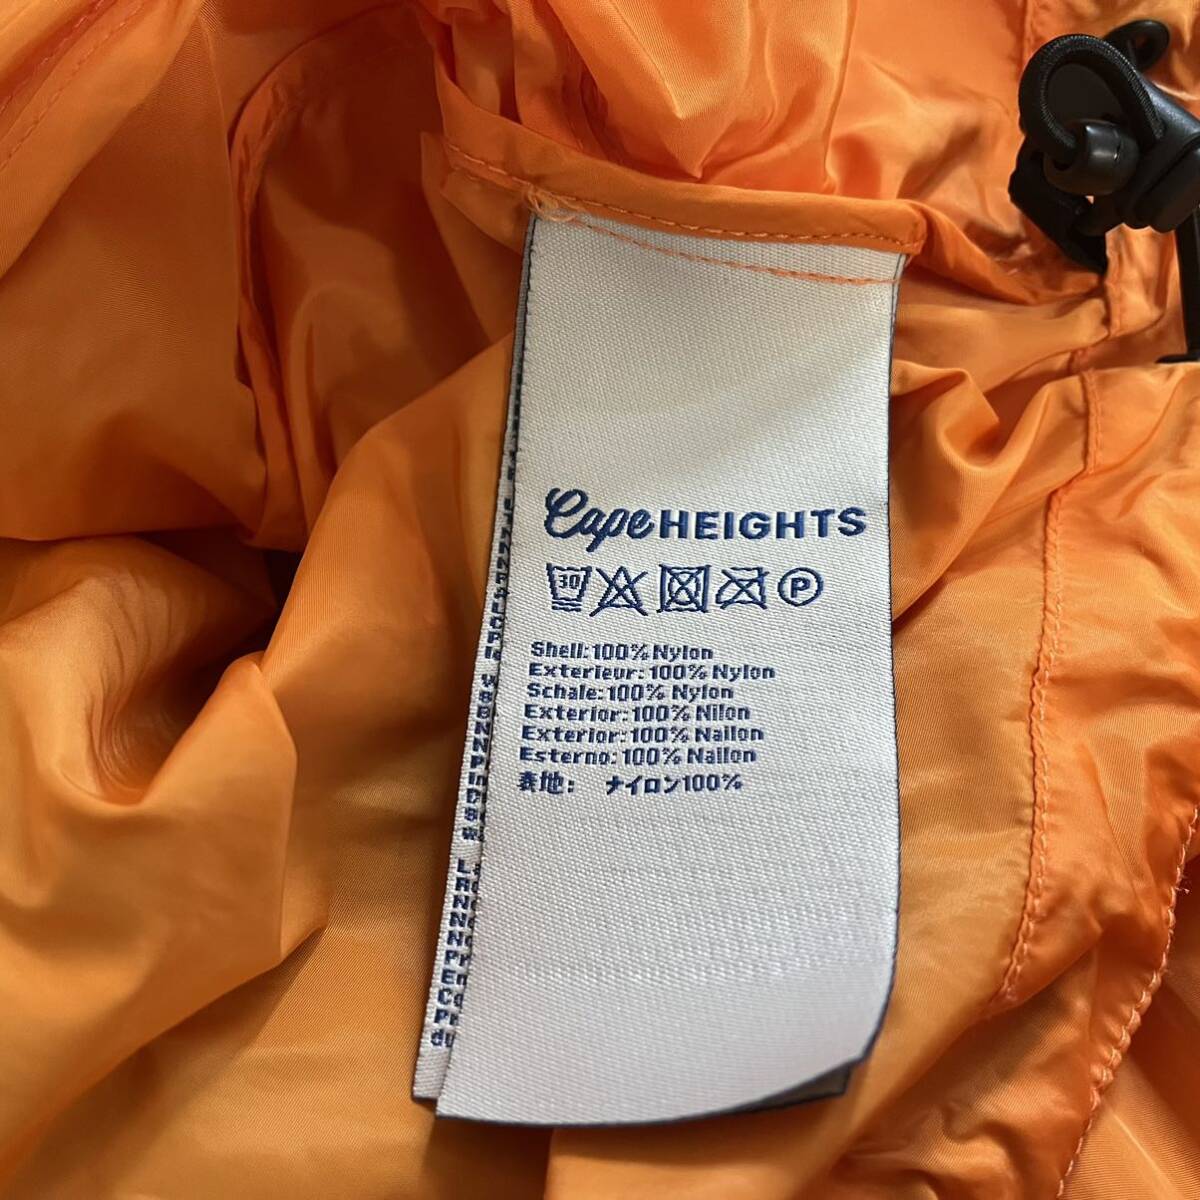 Cape HEIGHTS
30 P
Shell: 100% Nylon
Exterieur: 100% Nylon
Schale: 100% Nylon
Exterior: 100% Nilon
Exterior: 100% Nailon
Esterno: 100% Nailon
表地： ナイロン100%